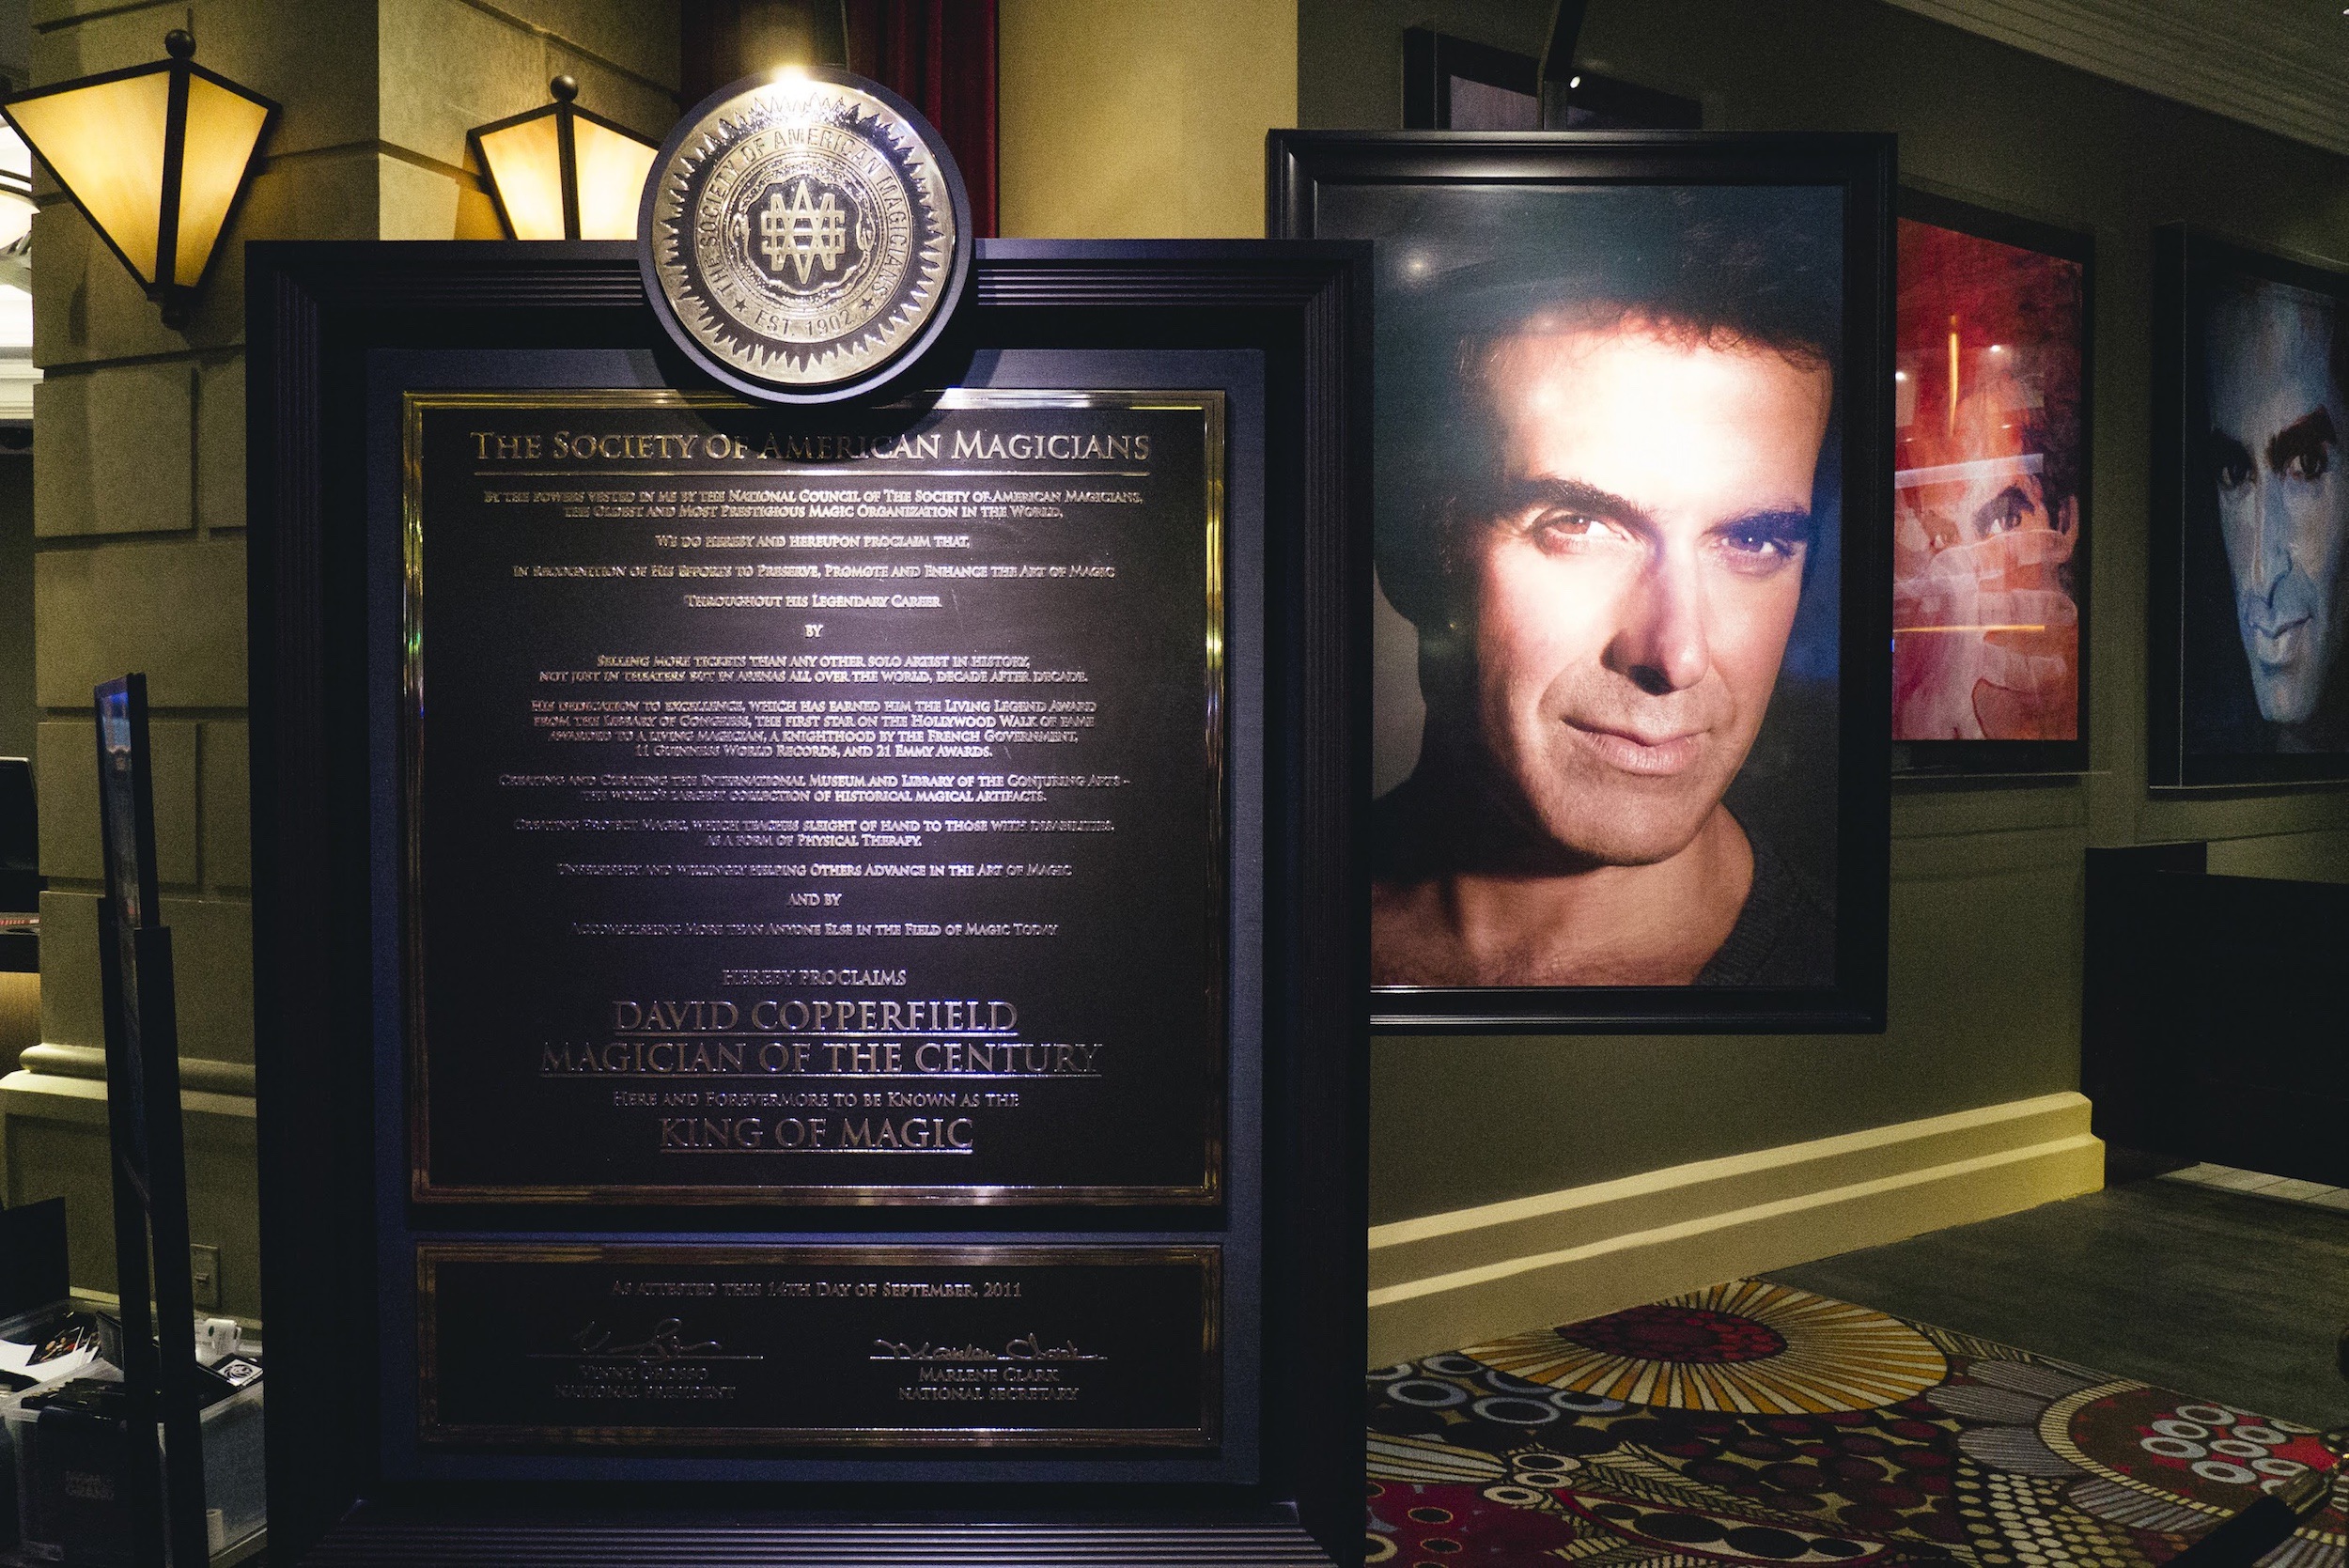 THE SOCIETY OF AMERICAN MAGICIANS
EST. 1902
THE SOCIETY OF AMERICAN MAGICIANS
BY THE POWERS VESTED IN ME BY THE NATIONAL COUNCIL OF THE SOCIETY OF AMERICAN MAGICIANS,
THE OLDEST AND MOST PRESTIGIOUS MAGIC ORGANIZATION IN THE WORLD,
WE DO HEREBY AND HEREUPON PROCLAIM THAT,
IN RECOGNITION OF HIS EFFORTS TO PRESERVE, PROMOTE AND ENHANCE THE ART OF MAGIC
THROUGHOUT HIS LEGENDARY CAREER
BY
SELLING MORE TICKETS THAN ANY OTHER SOLO ARTIST IN HISTORY,
NOT JUST IN THEATERS BUT IN ARENAS ALL OVER THE WORLD, DECADE AFTER DECADE.
HIS DEDICATION TO EXCELLENCE, WHICH HAS EARNED HIM THE LIVING LEGEND AWARD
FROM THE LIBRARY OF CONGRESS, THE FIRST STAR ON THE HOLLYWOOD WALK OF FAME
AWARDED TO A LIVING MAGICIAN, A KNIGHTHOOD BY THE FRENCH GOVERNMENT,
11 GUINNESS WORLD RECORDS, AND 21 EMMY AWARDS.
CREATING AND CURATING THE INTERNATIONAL MUSEUM AND LIBRARY OF THE CONJURING ARTS -
THE WORLD'S LARGEST COLLECTION OF HISTORICAL MAGICAL ARTIFACTS.
CREATING PROJECT MAGIC, WHICH TEACHES SLEIGHT OF HAND TO THOSE WITH DISABILITIES,
AS A FORM OF PHYSICAL THERAPY.
UNSELFISHLY AND WILLINGLY HELPING OTHERS ADVANCE IN THE ART OF MAGIC
AND BY
ACCOMPLISHING MORE THAN ANYONE ELSE IN THE FIELD OF MAGIC TODAY
HEREBY PROCLAIMS
DAVID COPPERFIELD
MAGICIAN OF THE CENTURY
HERE AND FOREVERMORE TO BE KNOWN AS THE
KING OF MAGIC
AS ATTESTED THIS 14TH DAY OF SEPTEMBER, 2011
VINNY GROSSO
NATIONAL PRESIDENT
MARLENE CLARK
NATIONAL SECRETARY